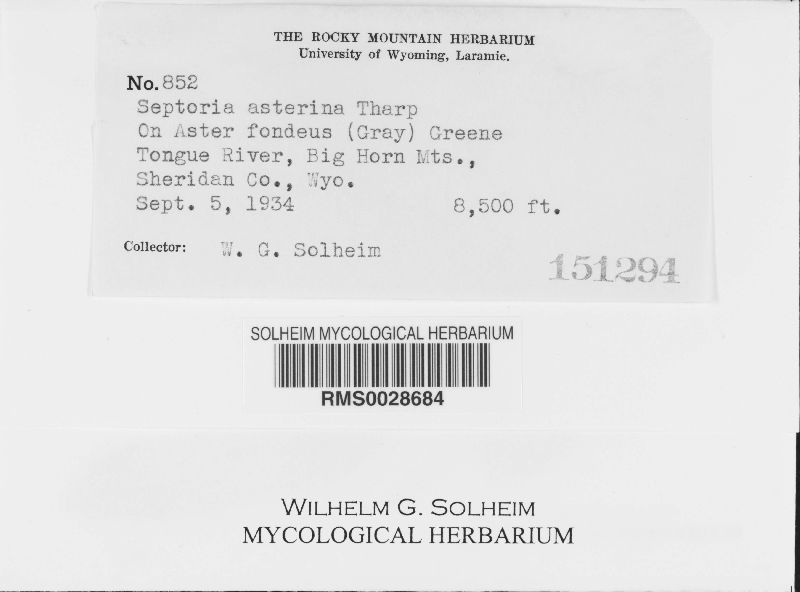 THE ROCKY MOUNTAIN HERBARIUM
University of Wyoming, Laramie.
No. 852
Septoria asterina Tharp
On Aster fondeus (Gray) Greene
Tongue River, Big Horn Mts.,
Sheridan Co., Wyo.
Sept. 5, 1934 8,500 ft.
Collector: W. G. Solheim
151294
SOLHEIM MYCOLOGICAL HERBARIUM
RMS0028684
WILHELM G. SOLHEIM
MYCOLOGICAL HERBARIUM